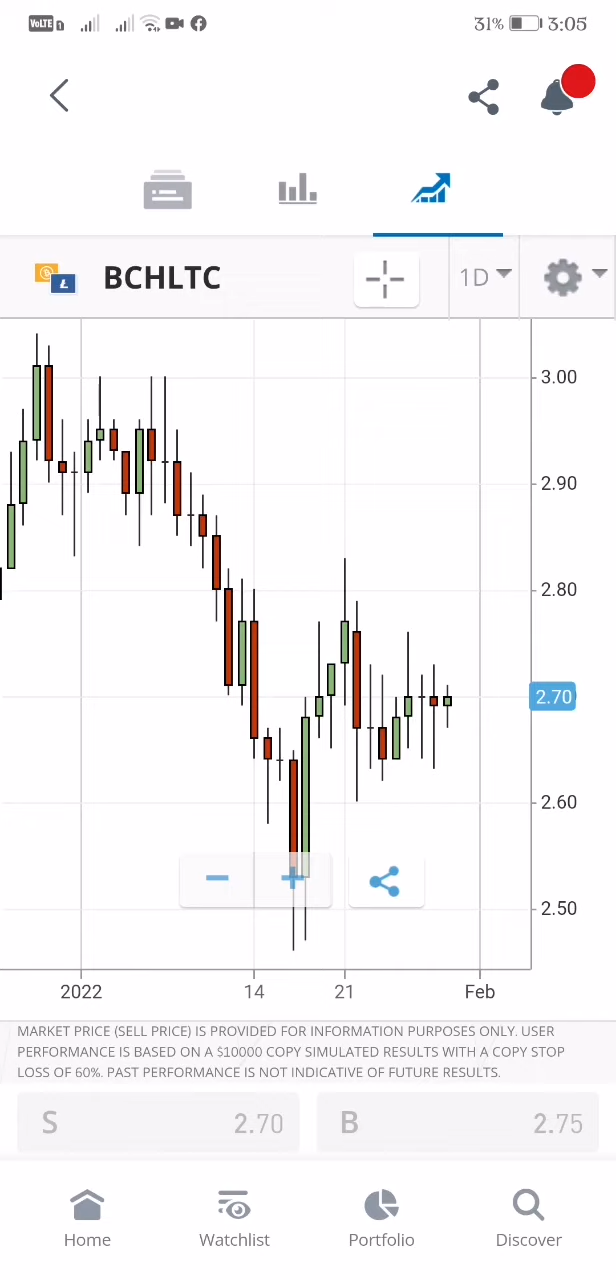 VoLTE 1
31% 3:05
BCHLTC
1D
3.00
2.90
2.80
2.70
2.60
2.50
2022 14 21 Feb
MARKET PRICE (SELL PRICE) IS PROVIDED FOR INFORMATION PURPOSES ONLY. USER
PERFORMANCE IS BASED ON A $10000 COPY SIMULATED RESULTS WITH A COPY STOP
LOSS OF 60%. PAST PERFORMANCE IS NOT INDICATIVE OF FUTURE RESULTS.
S 2.70 B 2.75
Home Watchlist Portfolio Discover